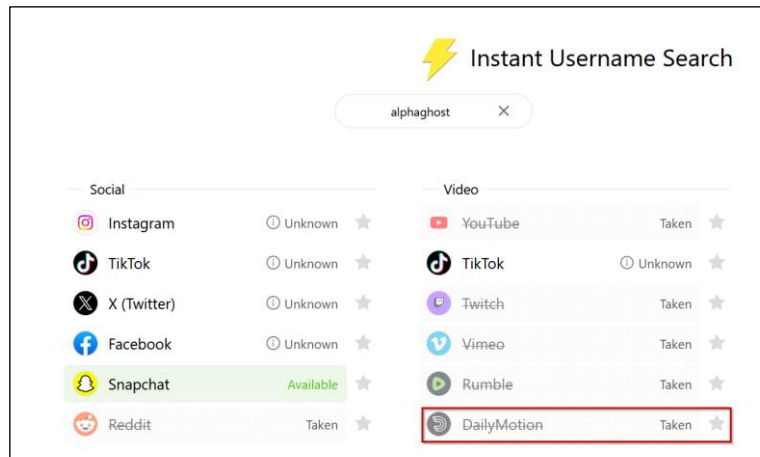 Instant Username Search
alphaghost
Social
Instagram Unknown
TikTok Unknown
X (Twitter) Unknown
Facebook Unknown
Snapchat Available
Reddit Taken
Video
YouTube Taken
TikTok Unknown
Twitch Taken
Vimeo Taken
Rumble Taken
DailyMotion Taken